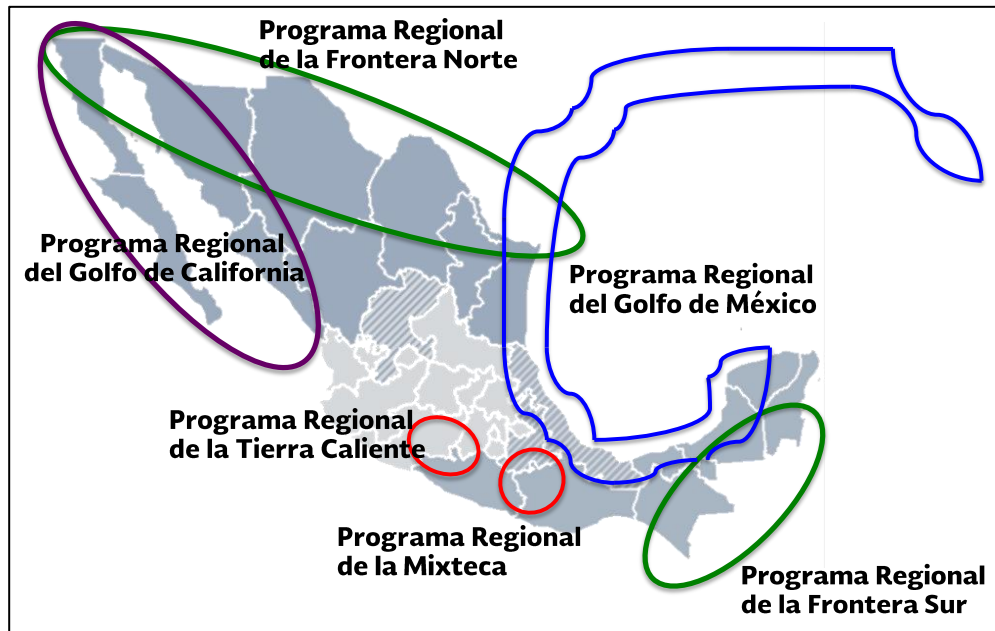 Programa Regional
de la Frontera Norte
Programa Regional
del Golfo de California
Programa Regional
del Golfo de México
Programa Regional
de la Tierra Caliente
Programa Regional
de la Mixteca
Programa Regional
de la Frontera Sur